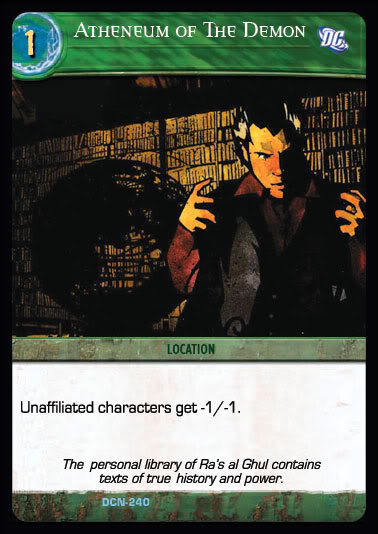 1
Atheneum of The Demon
DC
LOCATION
Unaffiliated characters get -1/-1.
The personal library of Ra's al Ghul contains
texts of true history and power.
DCN-240